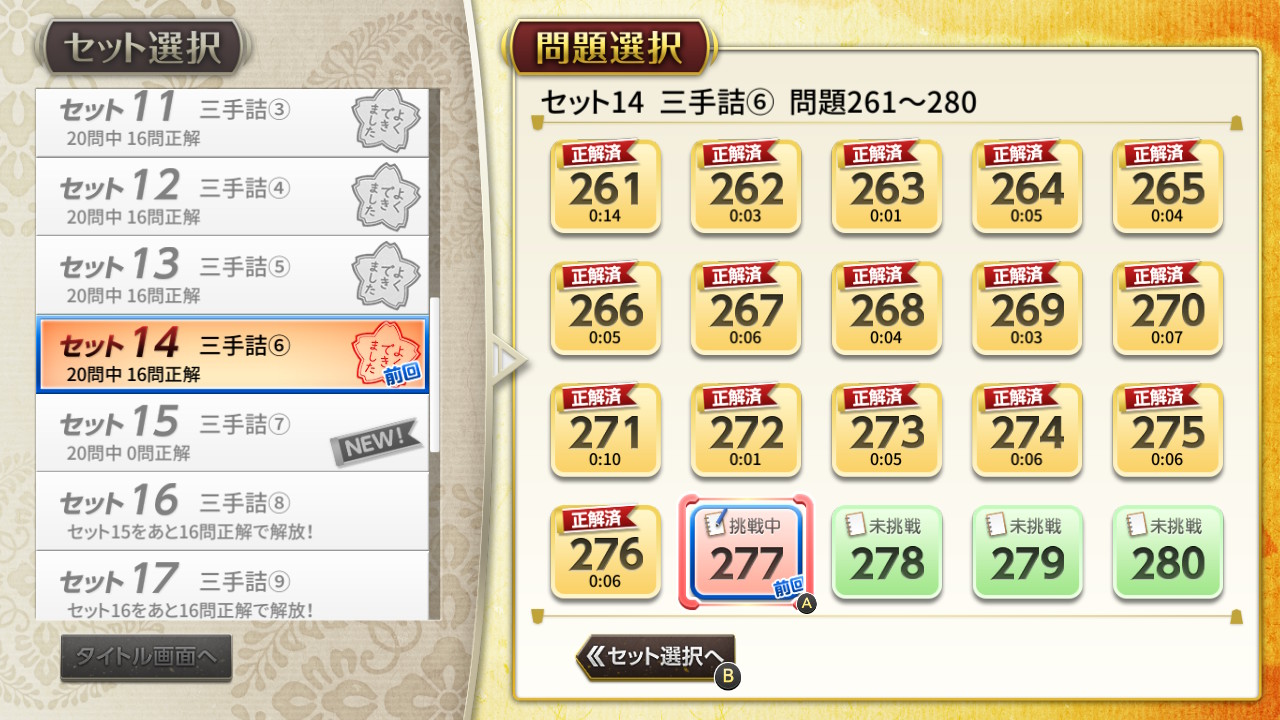 セット選択
セット11 三手詰③
20問中 16問正解
よくできました
セット12 三手詰④
20問中 16問正解
よくできました
セット13 三手詰⑤
20問中 16問正解
よくできました
セット14 三手詰⑥
20問中 16問正解
よくできました
前回
セット15 三手詰⑦
20問中 0問正解
NEW!
セット16 三手詰⑧
セット15をあと16問正解で解放!
セット17 三手詰⑨
セット16をあと16問正解で解放!
タイトル画面へ
問題選択
セット14 三手詰⑥ 問題261～280
正解済 正解済 正解済 正解済 正解済
261 262 263 264 265
0:14 0:03 0:01 0:05 0:04
正解済 正解済 正解済 正解済 正解済
266 267 268 269 270
0:05 0:06 0:04 0:03 0:07
正解済 正解済 正解済 正解済 正解済
271 272 273 274 275
0:10 0:01 0:05 0:06 0:06
正解済 挑戦中 未挑戦 未挑戦 未挑戦
276 277 278 279 280
0:06 前回
A
≪セット選択へ
B